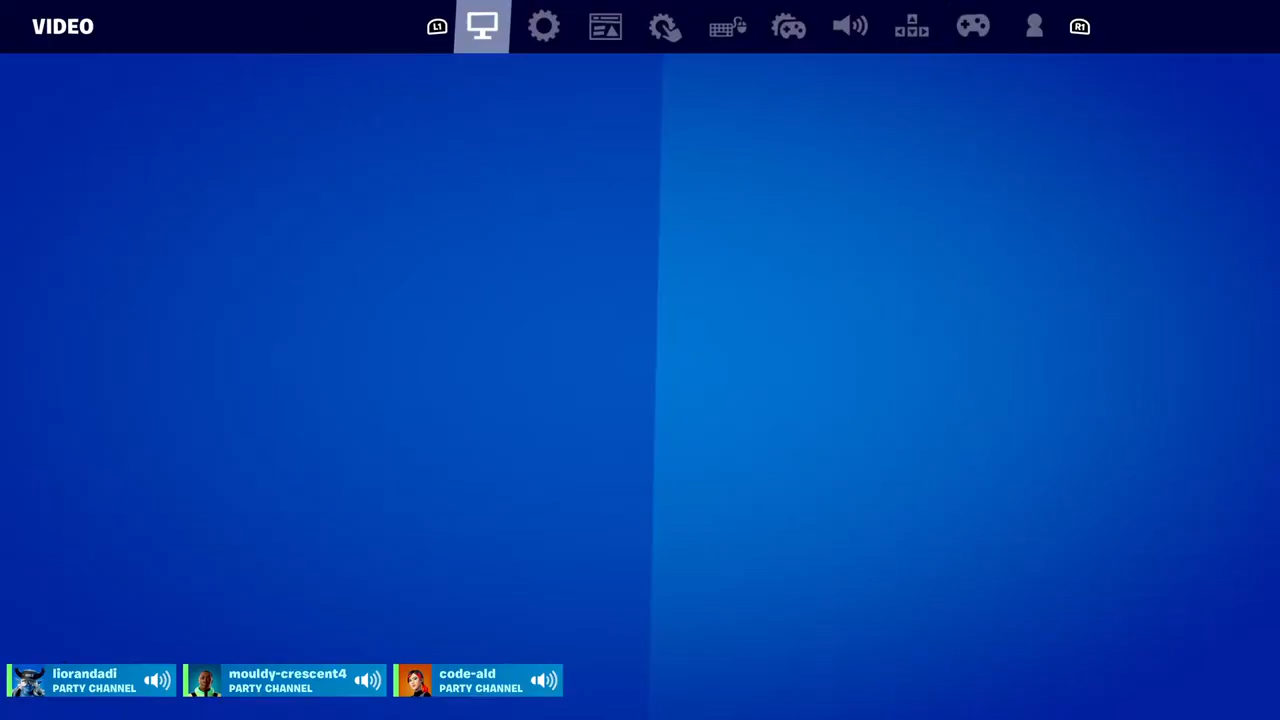 VIDEO
L1
R1
liorandadi
PARTY CHANNEL
mouldy-crescent4
PARTY CHANNEL
code-ald
PARTY CHANNEL